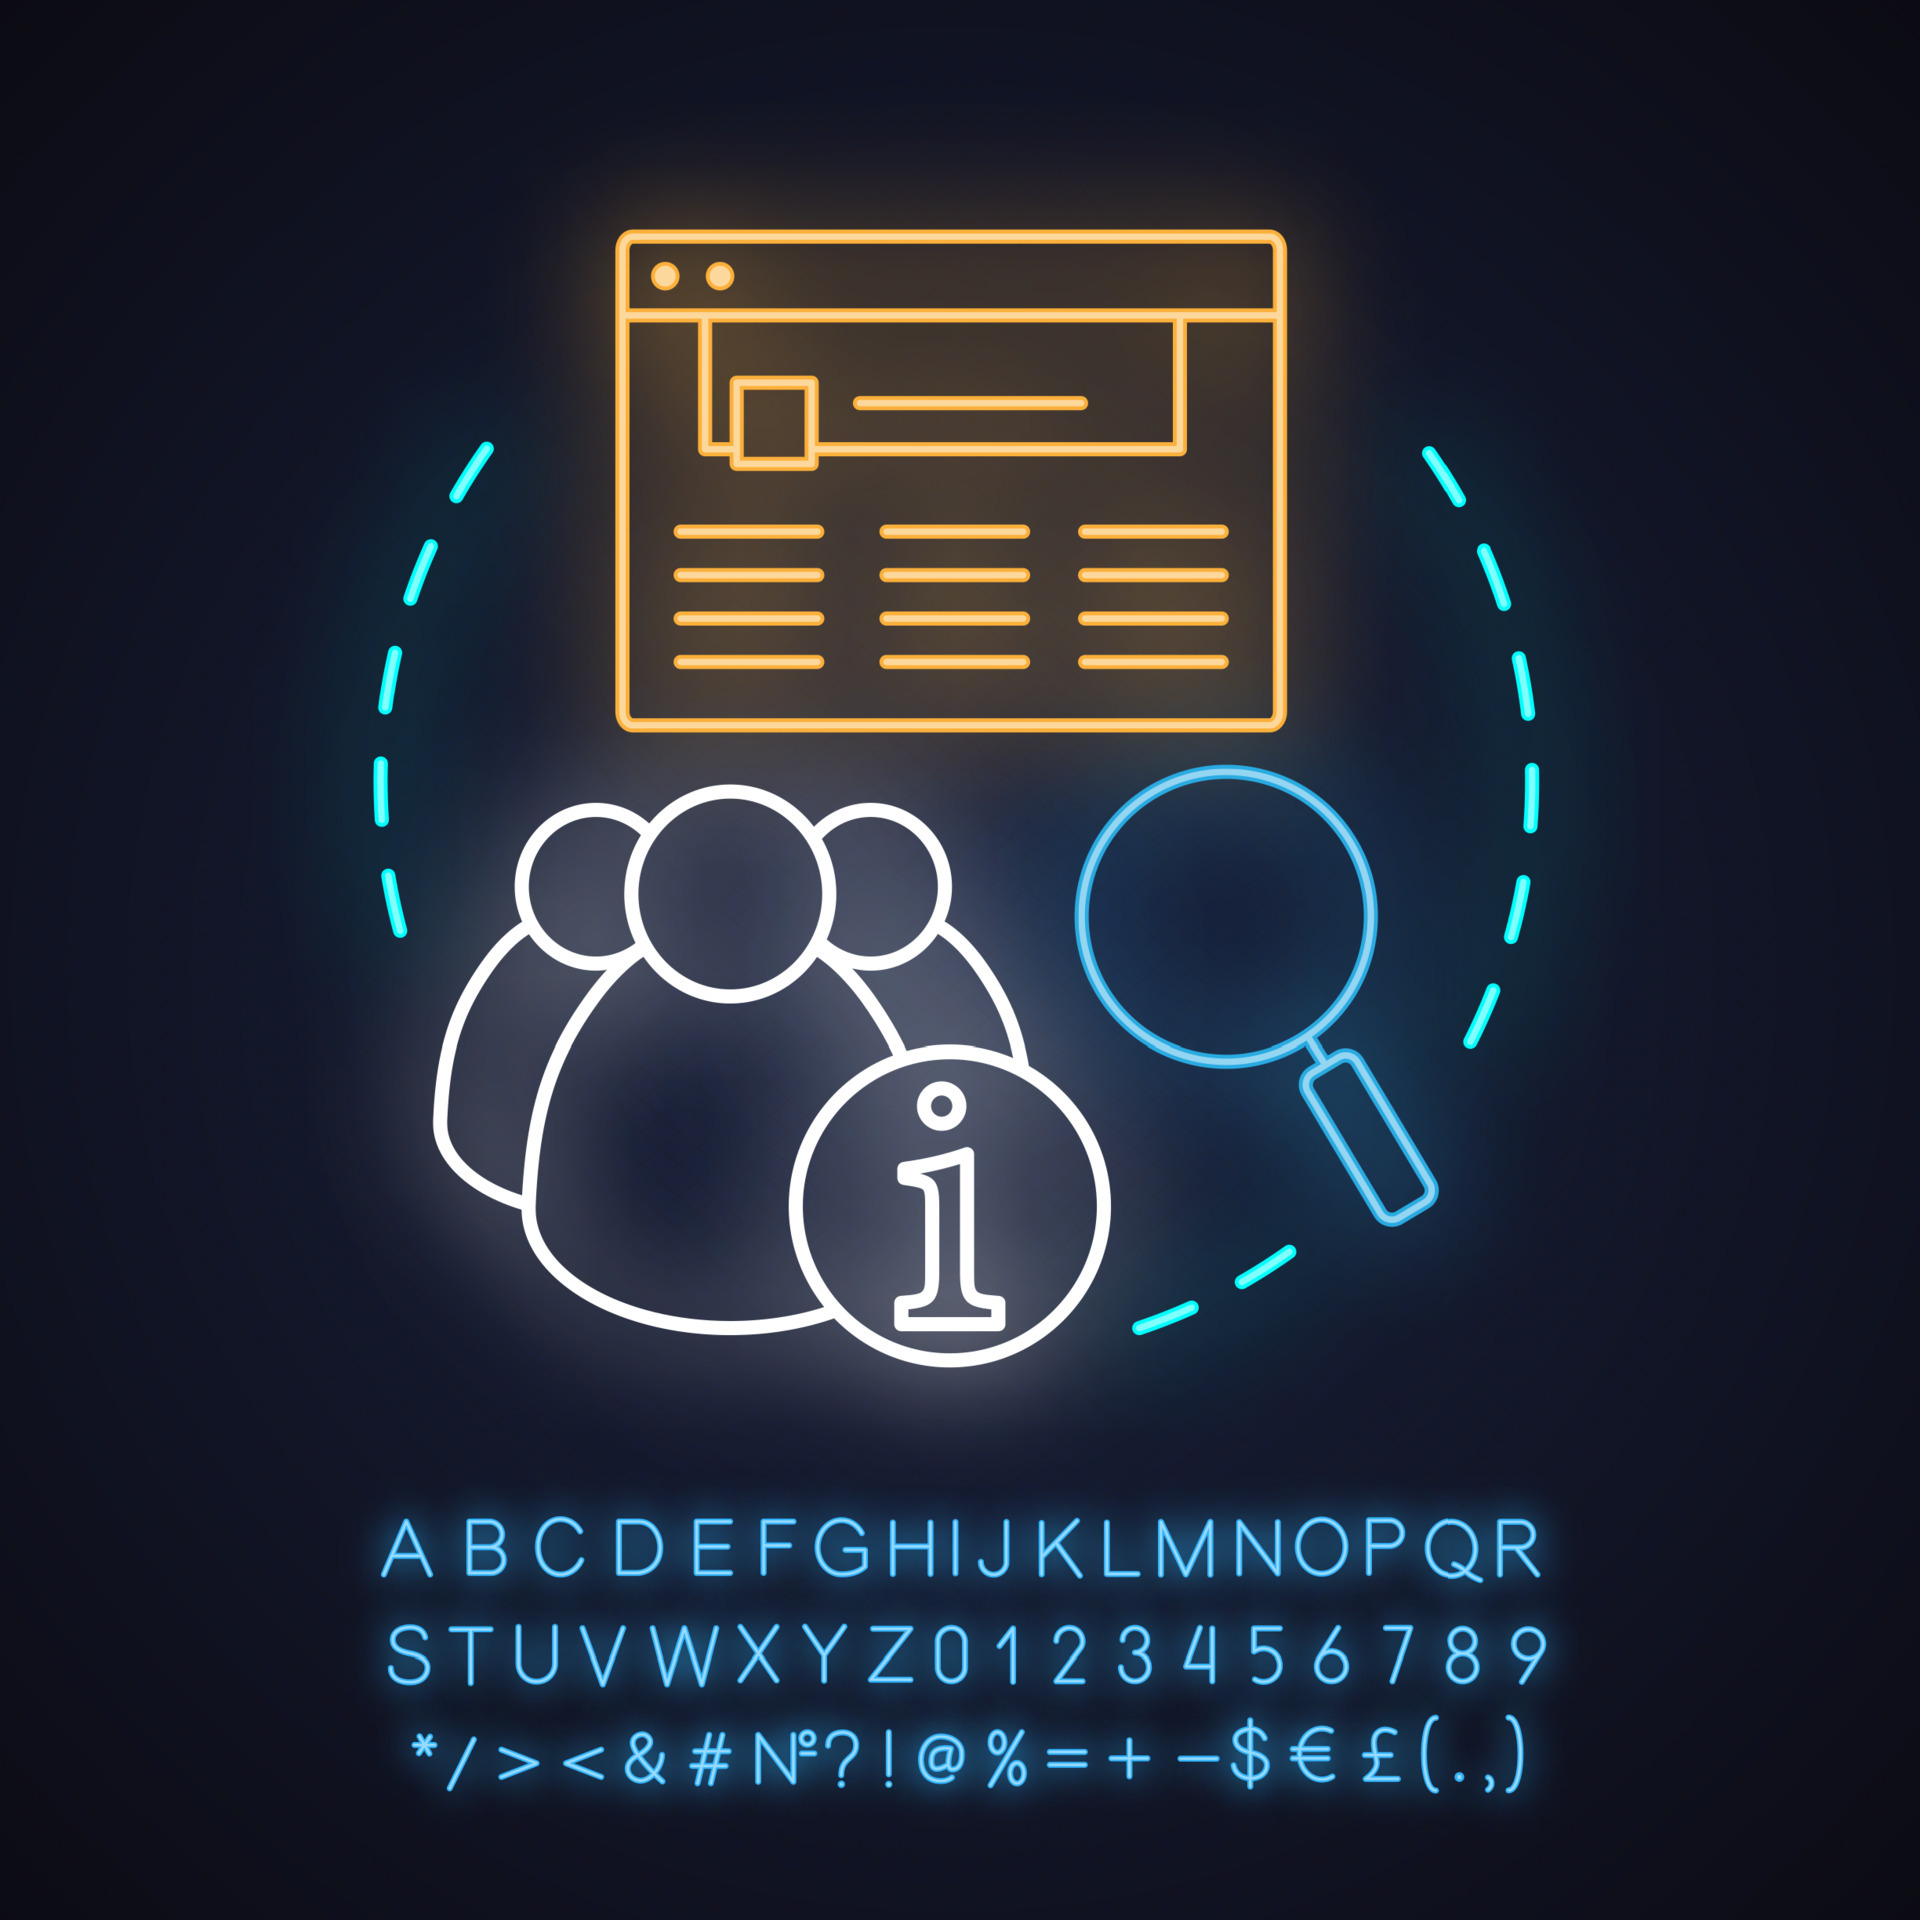 i
A B C D E F G H I J K L M N O P Q R
S T U V W X Y Z 0 1 2 3 4 5 6 7 8 9
* / > < & # № ? ! @ % = + - $ € £ ( . , )